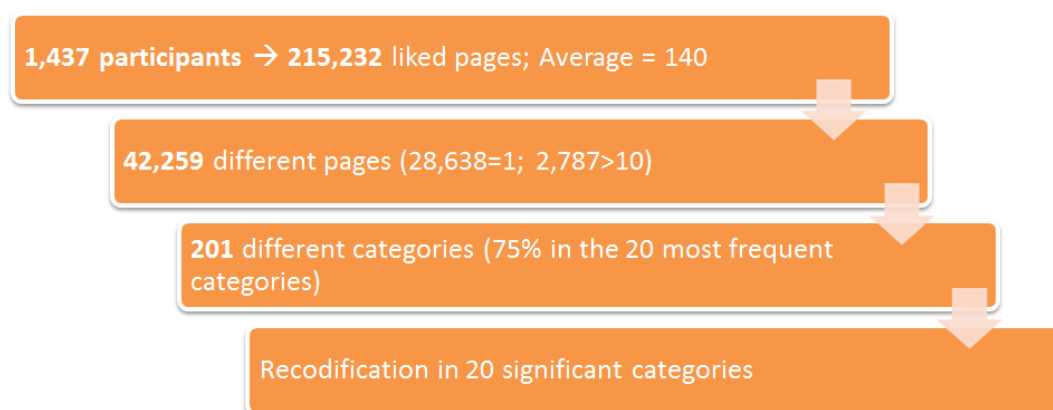 1,437 participants → 215,232 liked pages; Average = 140
42,259 different pages (28,638=1; 2,787>10)
201 different categories (75% in the 20 most frequent
categories)
Recodification in 20 significant categories